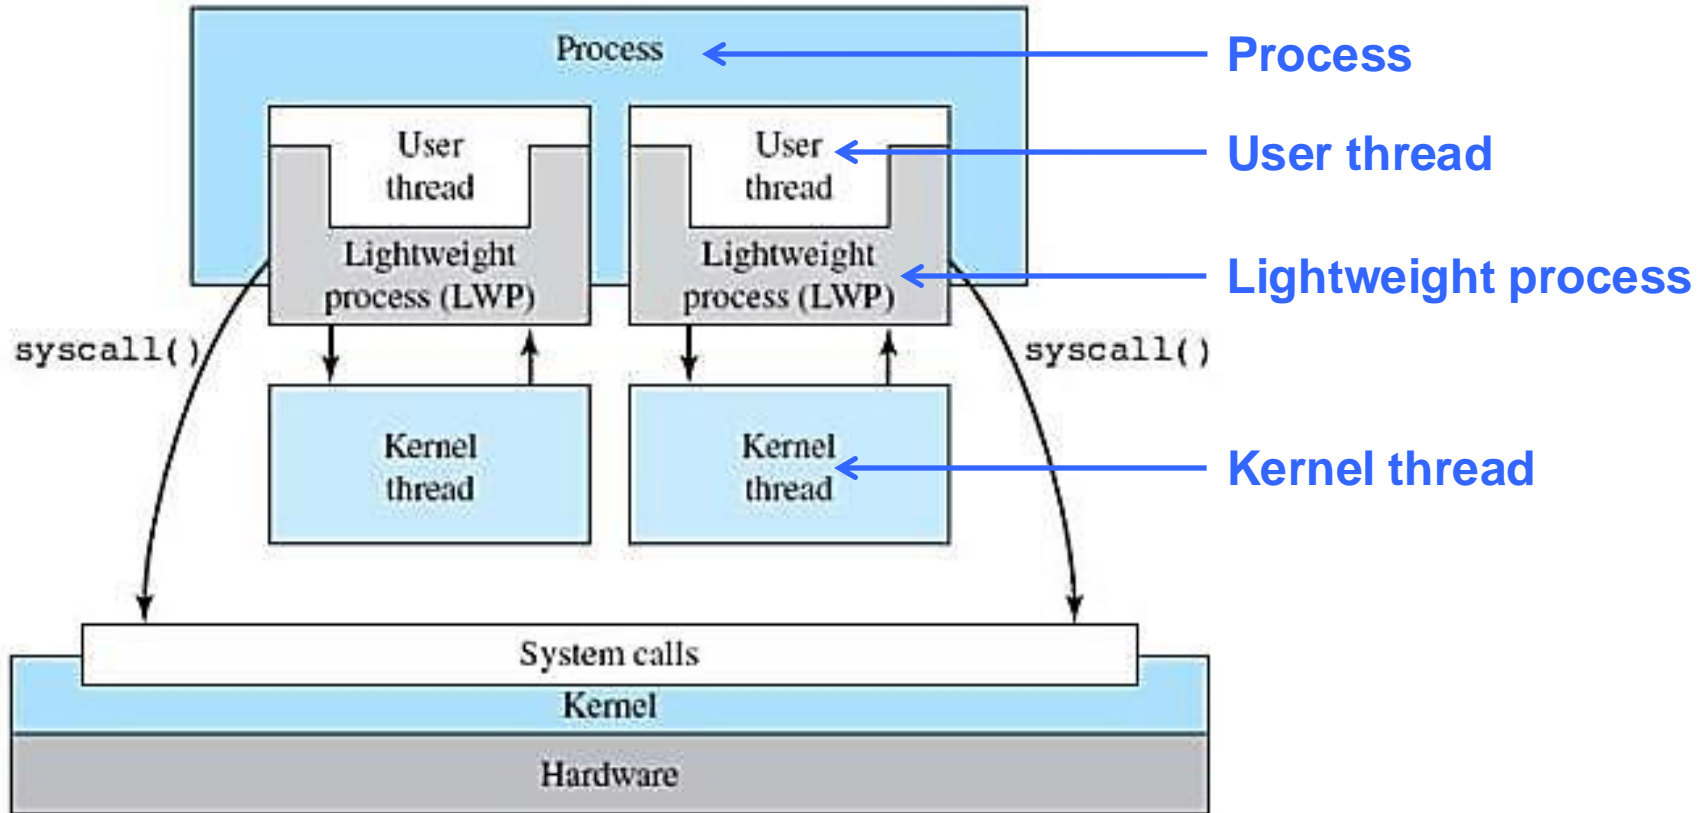 Process
Process
User
thread
User
thread
User thread
Lightweight
process (LWP)
Lightweight
process (LWP)
Lightweight process
syscall()
syscall()
Kernel
thread
Kernel
thread
Kernel thread
System calls
Kernel
Hardware